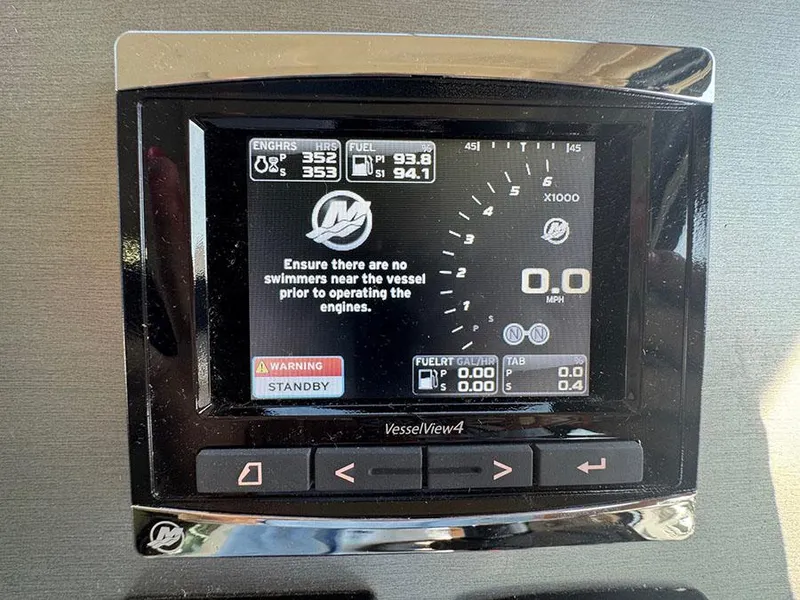 ENGHRS HRS
P 352
S 353
FUEL %
P1 93.8
S1 94.1
45 45
6
5
4
3
2
1
X1000
P S
M
Ensure there are no
swimmers near the vessel
prior to operating the
engines.
0.0
MPH
N N
WARNING
STANDBY
FUELRT GAL/HR
P 0.00
S 0.00
TAB %
P 0.0
S 0.4
VesselView4
< >